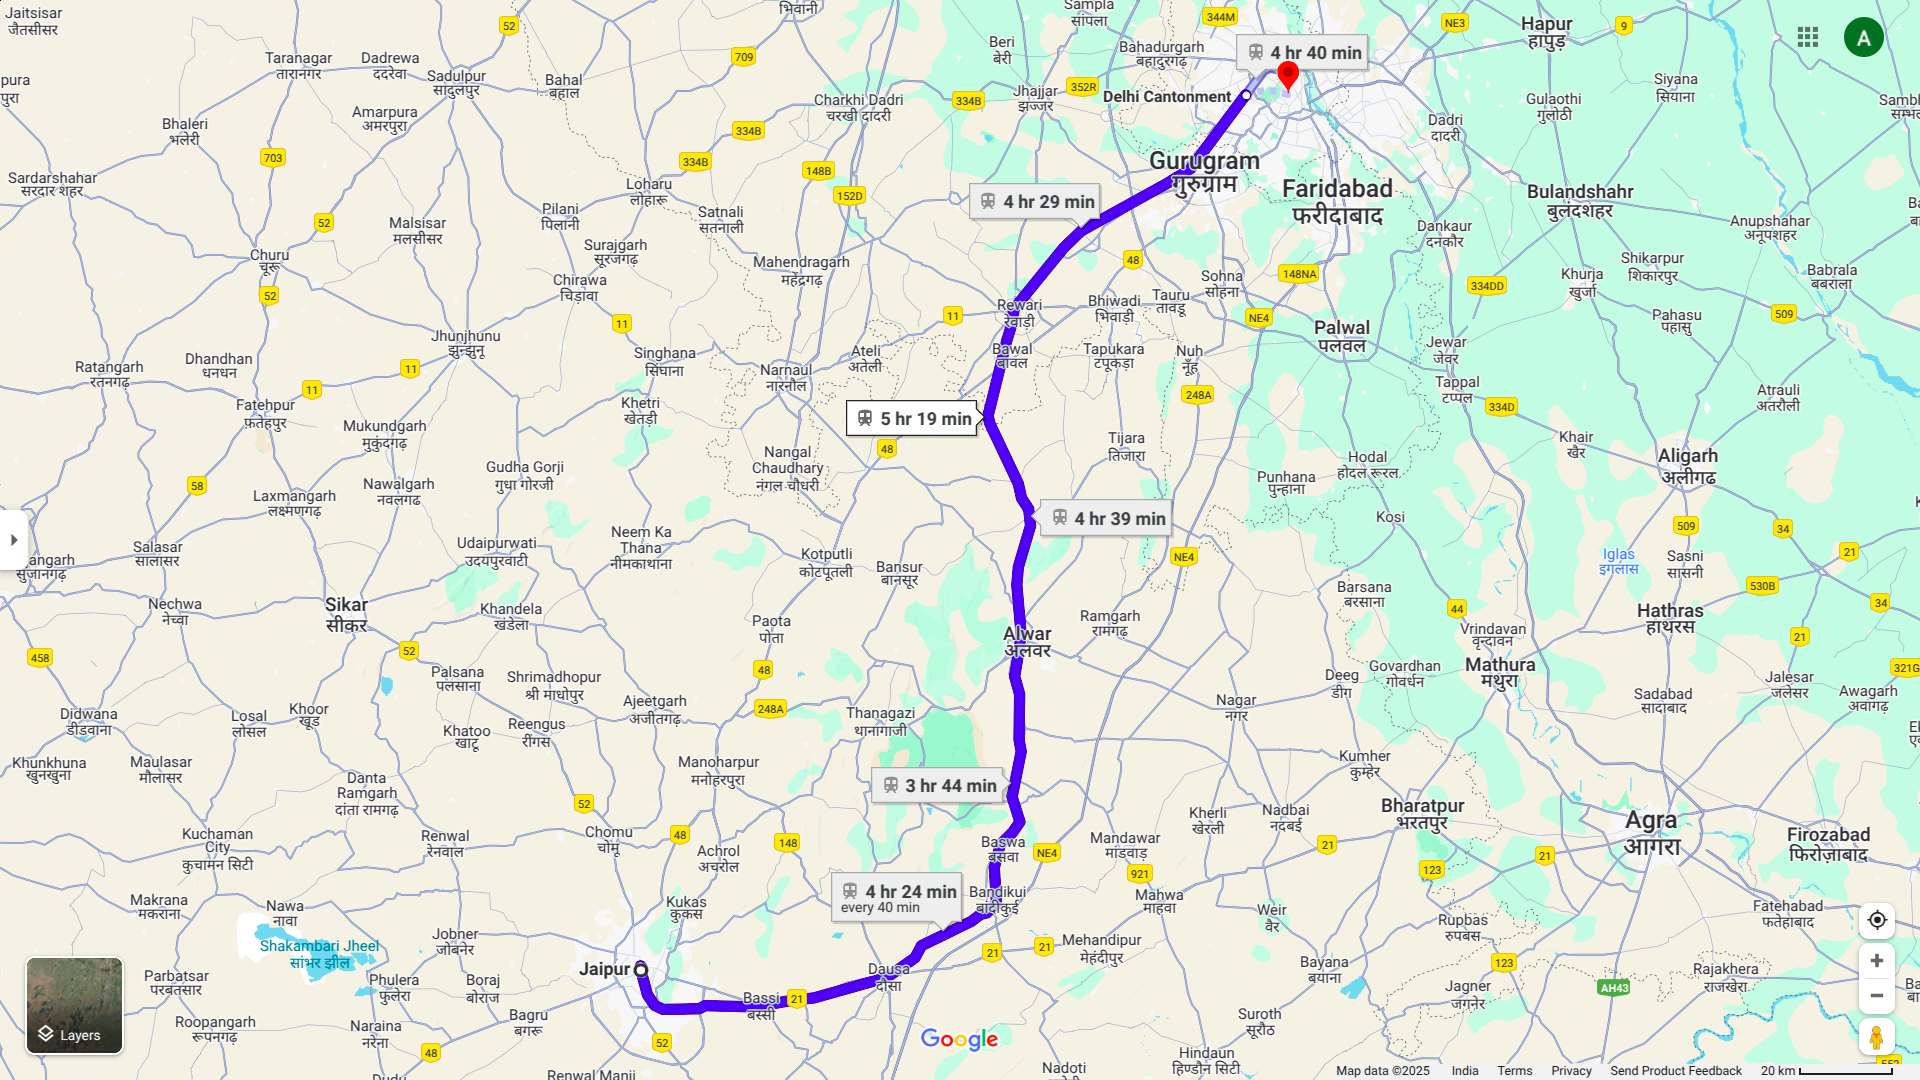 Jaitsisar
जैतसीसर
52
भिवानी
Sampla
सांपला
344M
NE3
Hapur
हापुड़
9
A
Taranagar
तारानगर
Dadrewa
ददरेवा
Sadulpur
सादुलपुर
709
Beri
बेरी
Bahadurgarh
बहादुरगढ़
4 hr 40 min
pura
पुरा
Bahal
बहाल
Siyana
सियाना
Amarpura
अमरपुरा
Charkhi Dadri
चरखी दादरी
334B
Jhajjar
झज्जर
352R
Delhi Cantonment
Gulaothi
गुलोठी
Bhaleri
भलेरी
334B
Dadri
दादरी
703
334B
148B
Gurugram
गुरुग्राम
Sardarshahar
सरदार शहर
Loharu
लोहारू
152D
4 hr 29 min
Faridabad
फरीदाबाद
Bulandshahr
बुलंदशहर
52
Malsisar
मलसीसर
Pilani
पिलानी
Satnali
सतनाली
Dankaur
दनकौर
Anupshahar
अनूपशहर
Churu
चूरू
Surajgarh
सूरजगढ़
Mahendragarh
महेंद्रगढ़
48
Sohna
सोहना
148NA
Shikarpur
शिकारपुर
Khurja
खुर्जा
Babrala
बबराला
52
Chirawa
चिड़ावा
Rewari
रेवाड़ी
Bhiwadi
भिवाड़ी
Tauru
तावडू
334DD
11
11
NE4
Palwal
पलवल
Pahasu
पहासु
509
Jhunjhunu
झुन्झुनू
Singhana
सिंघाना
Ateli
अतेली
Bawal
बावल
Tapukara
टपूकड़ा
Nuh
नूँह
Jewar
जेवर
Ratangarh
रतनगढ़
Dhandhan
धनधन
11
11
Narnaul
नारनौल
248A
Tappal
टप्पल
334D
Atrauli
अतरौली
Fatehpur
फ़तेहपुर
Khetri
खेतड़ी
5 hr 19 min
Mukundgarh
मुकुंदगढ़
48
Tijara
तिजारा
Khair
खैर
Aligarh
अलीगढ
Nangal
Chaudhary
नंगल चौधरी
Hodal
होदल रूरल
58
Gudha Gorji
गुधा गोरजी
Nawalgarh
नवलगढ
Laxmangarh
लक्ष्मणगढ़
Punhana
पुन्हाना
4 hr 39 min
Kosi
509
34
Salasar
सालासर
Udaipurwati
उदयपुरवाटी
Neem Ka
Thana
नीमकाथाना
Kotputli
कोटपूतली
Bansur
बानसूर
NE4
Iglas
इगलास
Sasni
सासनी
21
angarh
सुजानगढ़
530B
34
Nechwa
नेच्वा
Sikar
सीकर
Khandela
खंडेला
Paota
पोता
Ramgarh
रामगढ़
Barsana
बरसाना
44
Hathras
हाथरस
Vrindavan
वृन्दावन
21
Alwar
अलवर
458
52
Palsana
पलसाना
Shrimadhopur
श्री माधोपुर
48
Deeg
डीग
Govardhan
गोवर्धन
Mathura
मथुरा
321G
Jalesar
जलेसर
Awagarh
अवागढ़
Didwana
डीडवाना
Losal
लोसल
Khoor
खूड
Khatoo
खाटू
Reengus
रींगस
Ajeetgarh
अजीतगढ़
248A
Thanagazi
थानागाजी
Nagar
नगर
Sadabad
सादाबाद
Khunkhuna
खुनखुना
Maulasar
मौलासर
Danta
Ramgarh
दांता रामगढ़
Manoharpur
मनोहरपुरा
3 hr 44 min
Kumher
कुम्हेर
52
Bharatpur
भरतपुर
Kuchaman
City
कुचामन सिटी
Renwal
रेनवाल
Chomu
चोमू
48
Achrol
अचरोल
148
Baswa
बसवा
NE4
Mandawar
मांडवाड़
Kherli
खेरली
Nadbai
नदबई
21
21
Agra
आगरा
Firozabad
फिरोज़ाबाद
123
921
Makrana
मकराना
Nawa
नावा
Kukas
कुकस
4 hr 24 min
every 40 min
Bandikui
बांदीकुई
Mahwa
माहवा
Weir
वैर
Rupbas
रुपबस
Fatehabad
फतेहाबाद
Shakambari Jheel
सांभर झील
Jobner
जोबनेर
21
21
Mehandipur
मेहंदीपुर
Jaipur
Dausa
दौसा
Bayana
बयाना
123
Rajakhera
राजखेरा
Parbatsar
परबतसार
Phulera
फुलेरा
Boraj
बोराज
Bassi
बस्सी
21
Jagner
जगनेर
AH43
Layers
Roopangarh
रूपनगढ़
Naraina
नरेना
Bagru
बगरू
52
Google
Suroth
सूरौठ
48
Hindaun
हिण्डौन सिटी
Nadoti
नादोती
Dudu
Renwal Manji
Map data ©2025
India
Terms
Privacy
Send Product Feedback
20 km